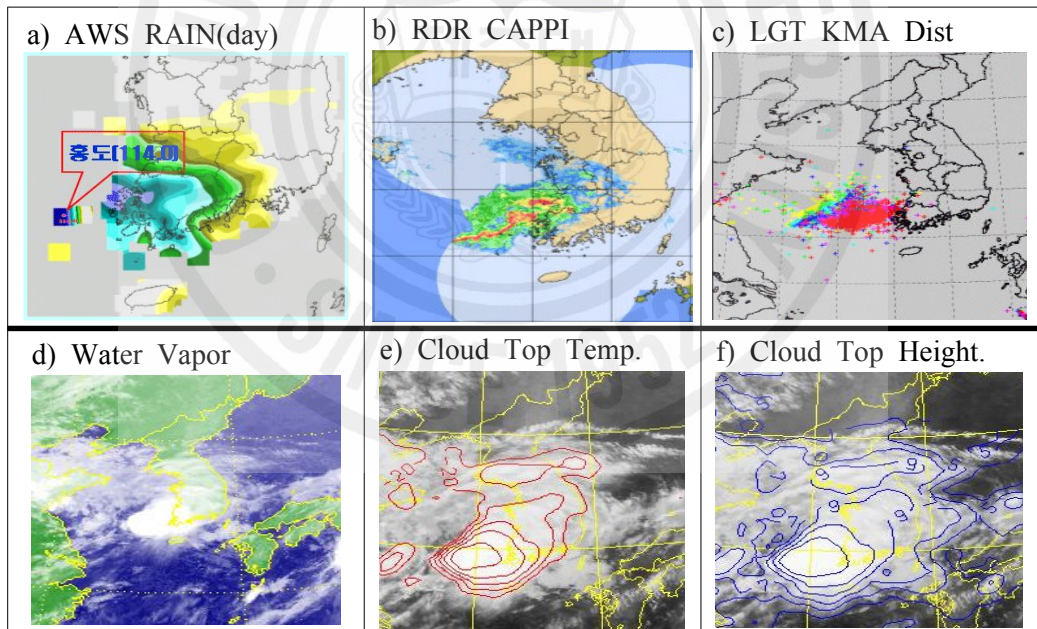 a) AWS RAIN(day)
b) RDR CAPPI
c) LGT KMA Dist
홍도(114.0)
d) Water Vapor
e) Cloud Top Temp.
f) Cloud Top Height.